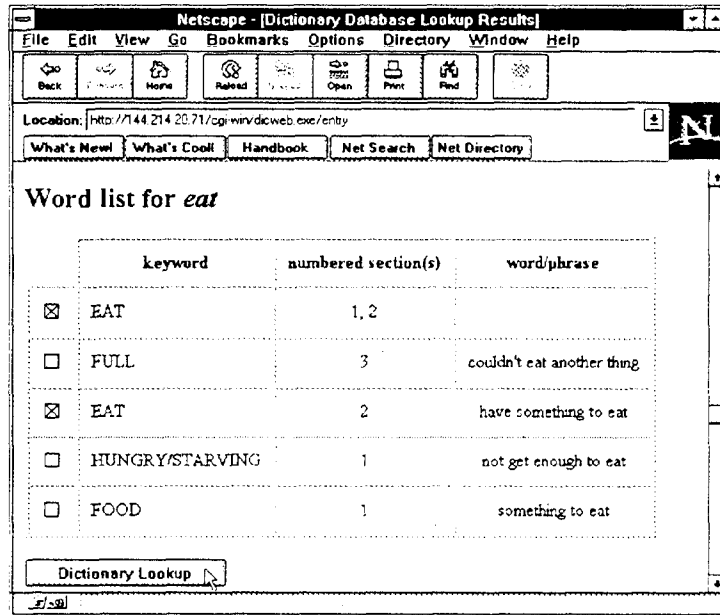 Netscape - [Dictionary Database Lookup Results]
File Edit View Go Bookmarks Options Directory Window Help
Back Home Reload Open Print Find
Location: http://144.214.20.71/cgi-win/dicweb.exe/entry
What's New! What's Cool! Handbook Net Search Net Directory
N
Word list for eat
keyword numbered section(s) word/phrase
EAT 1, 2
FULL 3 couldn't eat another thing
EAT 2 have something to eat
HUNGRY/STARVING 1 not get enough to eat
FOOD 1 something to eat
Dictionary Lookup